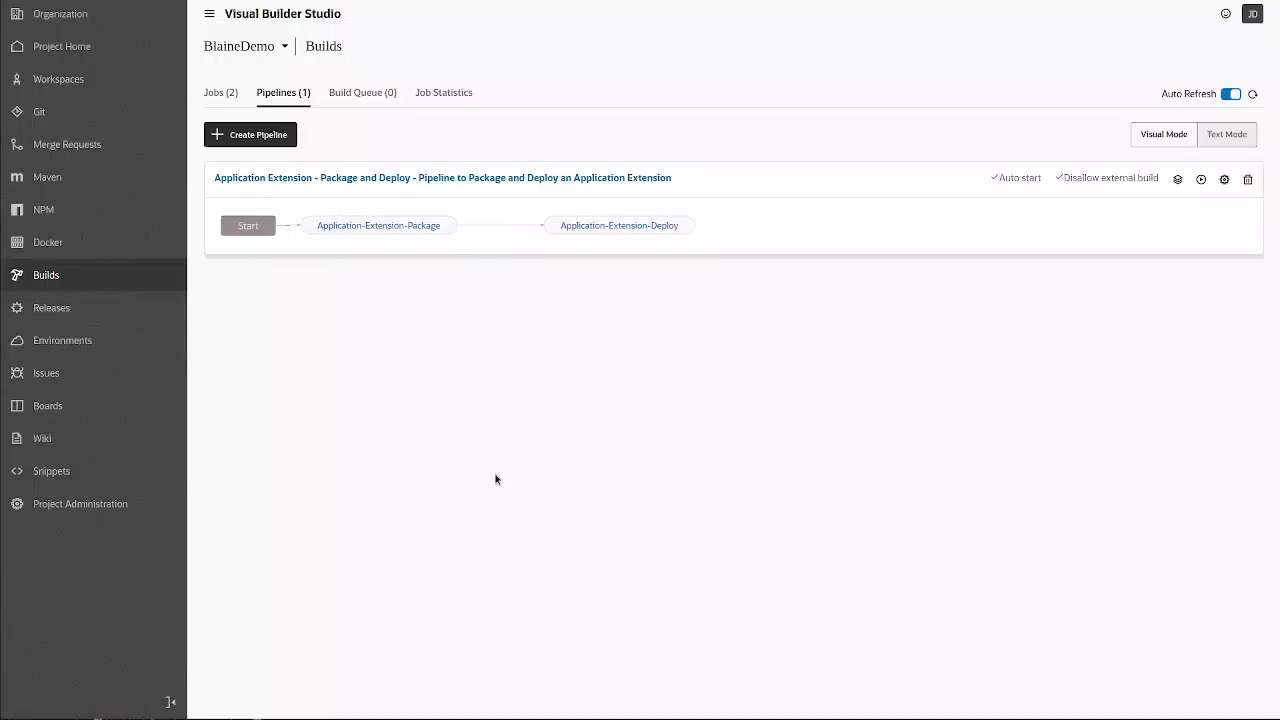 Organization
Project Home
Workspaces
Git
Merge Requests
Maven
NPM
Docker
Builds
Releases
Environments
Issues
Boards
Wiki
Snippets
Project Administration
Visual Builder Studio
JD
BlaineDemo | Builds
Jobs (2) Pipelines (1) Build Queue (0) Job Statistics
Auto Refresh
+ Create Pipeline
Visual Mode Text Mode
Application Extension - Package and Deploy - Pipeline to Package and Deploy an Application Extension
Auto start Disallow external build
Start Application-Extension-Package Application-Extension-Deploy